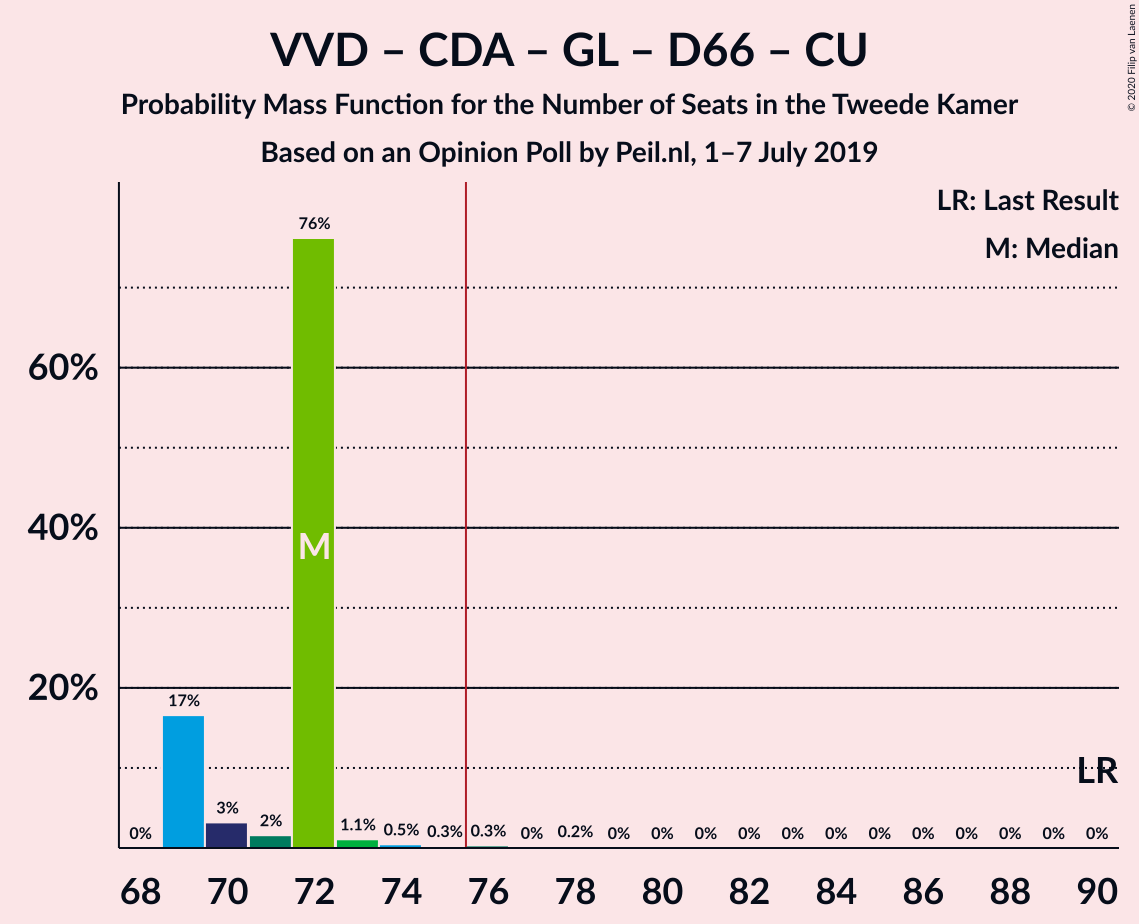 VVD – CDA – GL – D66 – CU
Probability Mass Function for the Number of Seats in the Tweede Kamer
Based on an Opinion Poll by Peil.nl, 1–7 July 2019
© 2020 Filip van Laenen
LR: Last Result
M: Median
76%
60%
40%
M
20%
17%
LR
0% 3% 2% 1.1% 0.5% 0.3% 0.3% 0% 0.2% 0% 0% 0% 0% 0% 0% 0% 0% 0% 0% 0% 0%
68 70 72 74 76 78 80 82 84 86 88 90